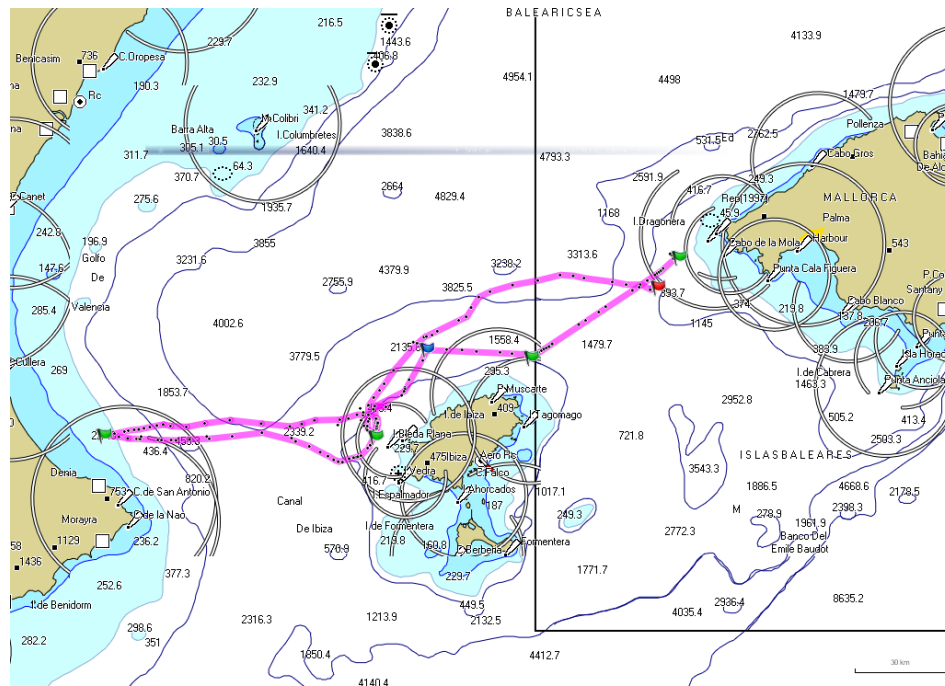 BALEARICSEA
216.5
4133.9
229.7
1443.6
Benicasim
736
C.Oropesa
406.8
4954.1
4498
232.9
190.3
1479.7
Rc
341.2
M.Colibri
Pollenza
I.Columbretes
3838.6
2762.5
Barra Alta
30.5
531.5
305.1
1640.4
4793.3
Cabo Gros
311.7
64.3
370.7
2591.9
249.3
2664
416.7
4829.4
Rep(1997)
MALLORCA
275.6
1935.7
45.9
1168
I.Dragonera
Palma
242.8
196.9
3855
Harbour
Golfo
Cabo de la Mola
543
3231.6
3313.6
147.6
De
4379.9
3238.2
Punta Cala Figuera
2755.9
3825.5
Santany
285.4
Valencia
374
219.8
Cabo Blanco
137.8
4002.6
1145
236.7
1558.4
Cullera
3779.5
1479.7
383.9
269
295.3
I.de Cabrera
Punta Anciola
1463.3
1853.7
P.Muscarte
2952.8
I.de Ibiza
409
505.2
I.Tagomago
413.4
2339.2
721.8
2503.3
436.4
I.Bleda Plana
229.7
Aero Rc
ISLASBALEARES
Denia
820.2
475
Ibiza
3543.3
416.7
I.Vedra
C.Falco
1886.5
4668.6
2178.5
753
C.de San Antonio
Canal
I.Espalmador
I.Ahorcados
1017.1
187
278.9
2398.3
Morayra
C.de la Nao
De Ibiza
I.de Formentera
249.3
M
1961.9
1129
236.2
219.8
160.8
2772.3
Banco Del
Emile Baudot
570.9
C.Berberia
Formentera
1436
377.3
229.7
1771.7
252.6
I.de Benidorm
449.5
2936.4
8635.2
2316.3
1213.9
2132.5
4035.4
298.6
282.2
351
1850.4
4412.7
4140.4
30 km